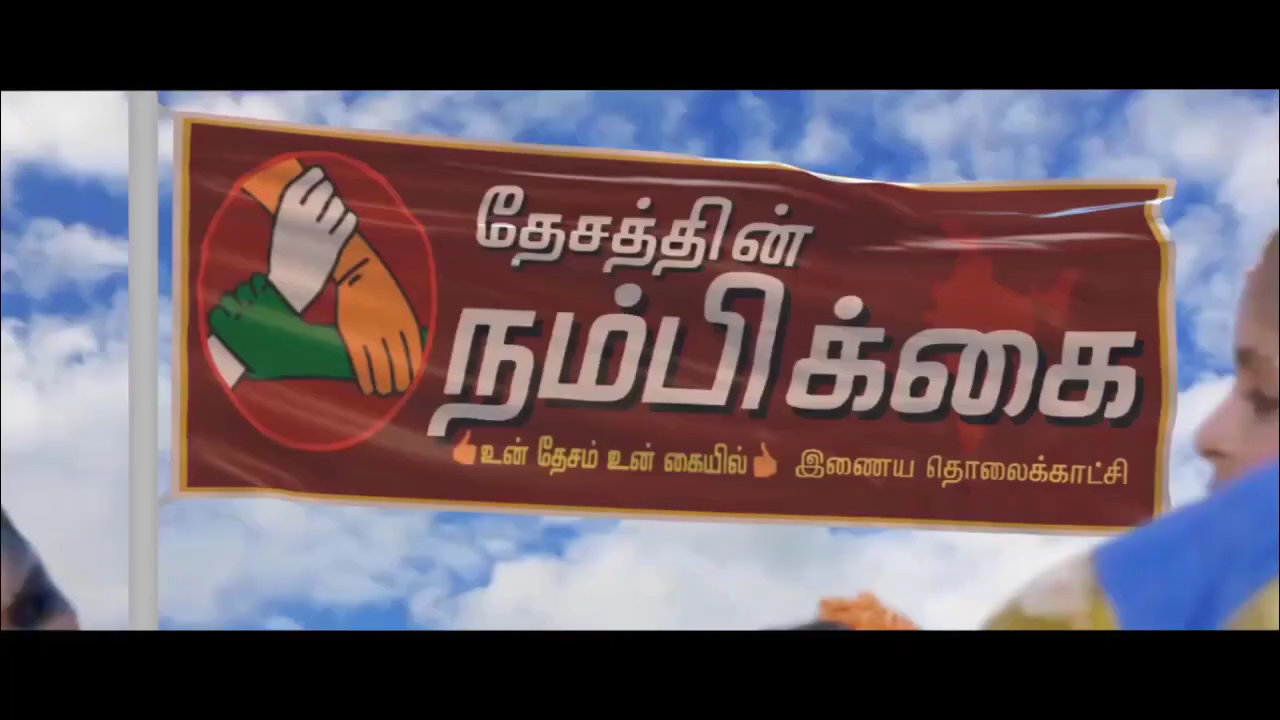 தேசத்தின்
நம்பிக்கை
உன் தேசம் உன் கையில் இணைய தொலைக்காட்சி